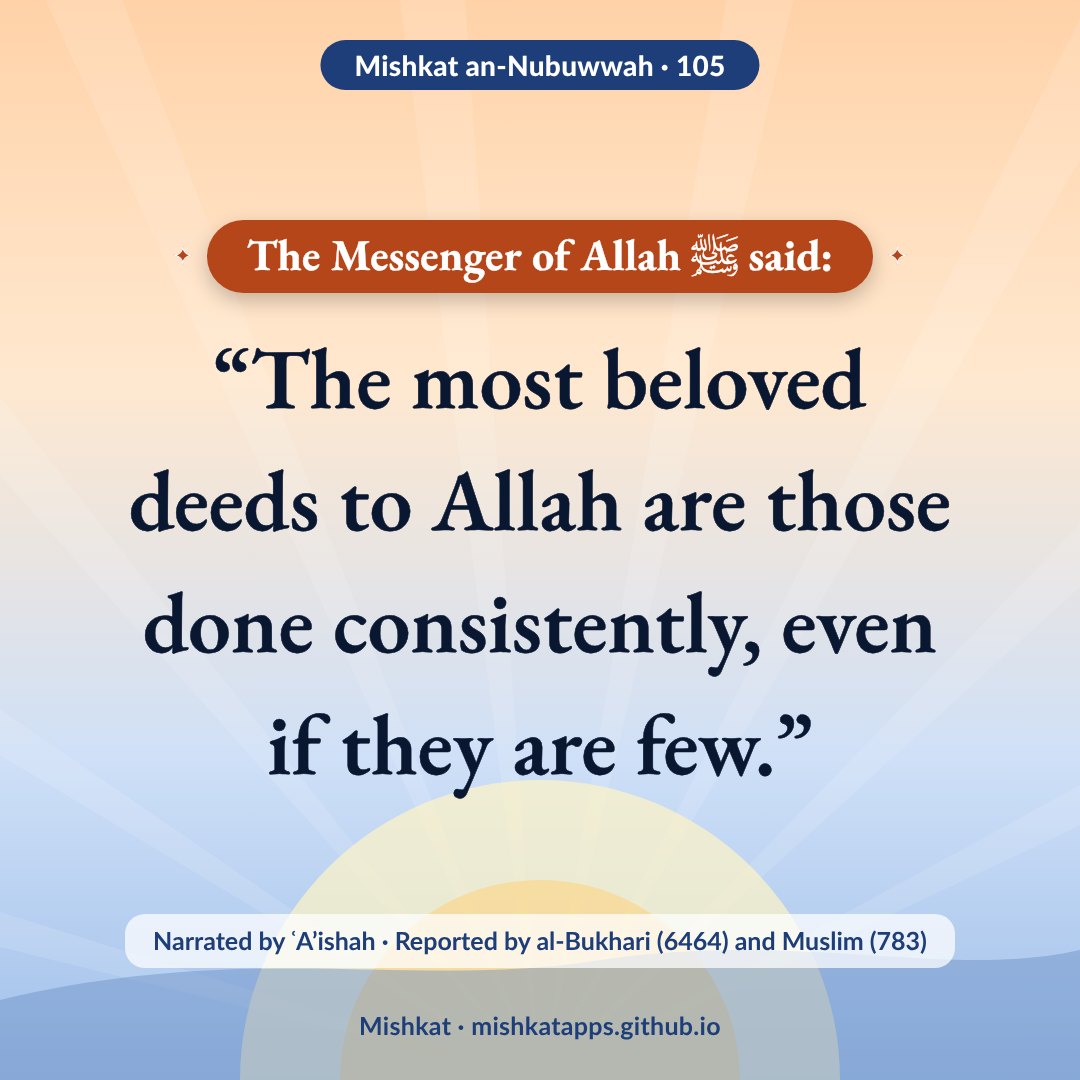 Mishkat an-Nubuwwah · 105
The Messenger of Allah ﷺ said:
“The most beloved
deeds to Allah are those
done consistently, even
if they are few.”
Narrated by ʿA’ishah · Reported by al-Bukhari (6464) and Muslim (783)
Mishkat · mishkatapps.github.io